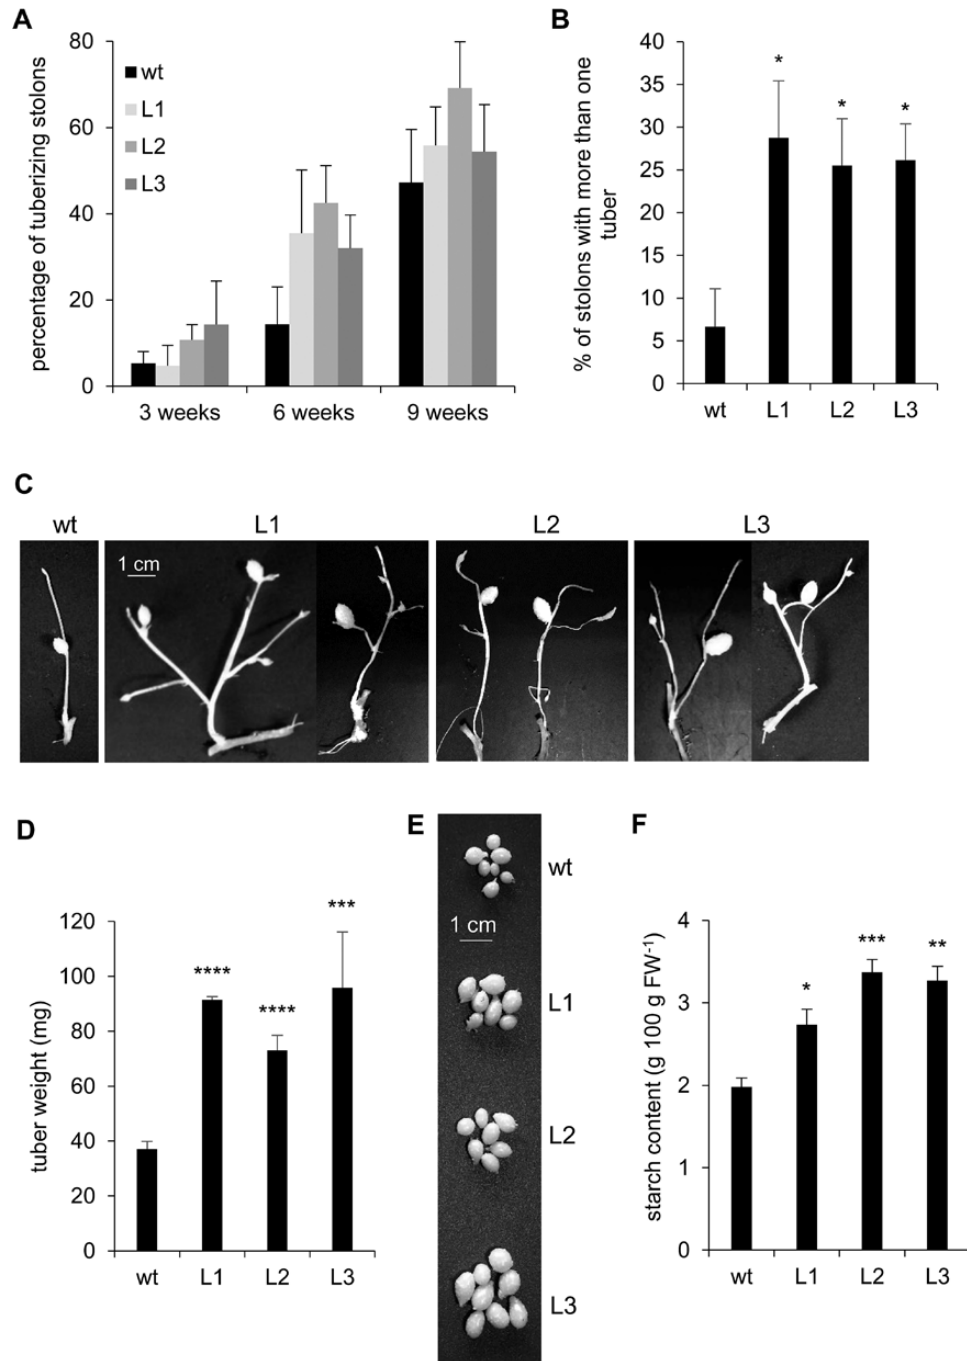 A
percentage of tuberizing stolons
80
60
40
20
0
wt
L1
L2
L3
3 weeks 6 weeks 9 weeks
B
% of stolons with more than one
tuber
40
35
30
25
20
15
10
5
0
* * *
wt L1 L2 L3
C
wt L1 L2 L3
1 cm
D
tuber weight (mg)
120
100
80
60
40
20
0
**** **** ***
wt L1 L2 L3
E
wt
1 cm
L1
L2
L3
F
starch content (g 100 g FW⁻¹)
4
3
2
1
0
* *** **
wt L1 L2 L3